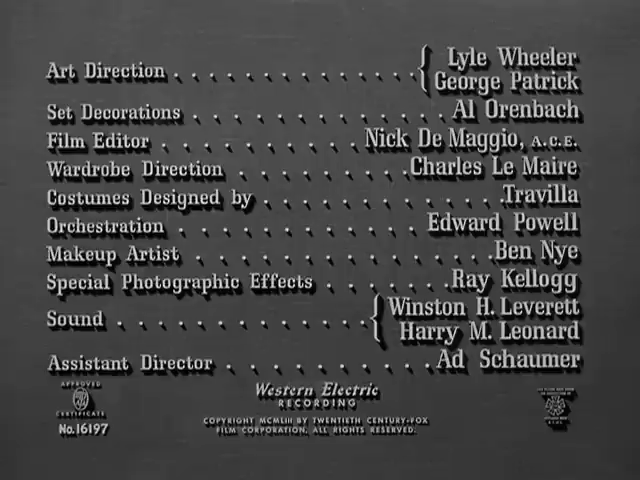 Art Direction . . . . . . . . . . . . { Lyle Wheeler
George Patrick
Set Decorations . . . . . . . . . . . . Al Orenbach
Film Editor . . . . . . . . . Nick De Maggio, A.C.E.
Wardrobe Direction . . . . . . . . Charles Le Maire
Costumes Designed by . . . . . . . . . . . . Travilla
Orchestration . . . . . . . . . . . . Edward Powell
Makeup Artist . . . . . . . . . . . . . . Ben Nye
Special Photographic Effects . . . . . . . Ray Kellogg
Sound . . . . . . . . . . . . . { Winston H. Leverett
Harry M. Leonard
Assistant Director . . . . . . . . . . Ad Schaumer
APPROVED
CERTIFICATE
No. 16197
Western Electric
RECORDING
COPYRIGHT MCMLIII BY TWENTIETH CENTURY-FOX
FILM CORPORATION. ALL RIGHTS RESERVED.